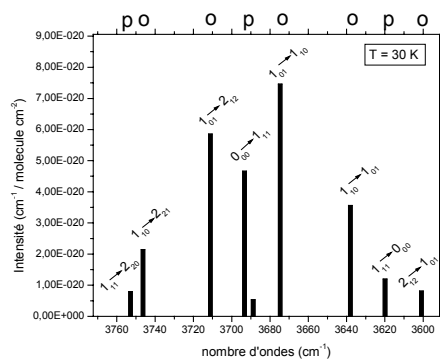 p o o p o o p o
T = 30 K
9,00E-020
8,00E-020
7,00E-020
6,00E-020
5,00E-020
4,00E-020
3,00E-020
2,00E-020
1,00E-020
0,00E+000
Intensité (cm⁻¹ / molecule cm⁻²)
1₁₁→2₂₀
1₁₀→2₂₁
1₀₁→2₁₂
0₀₀→1₁₁
1₀₁→1₁₀
1₁₀→1₀₁
1₁₁→0₀₀
2₁₂→1₀₁
3760 3740 3720 3700 3680 3660 3640 3620 3600
nombre d'ondes (cm⁻¹)